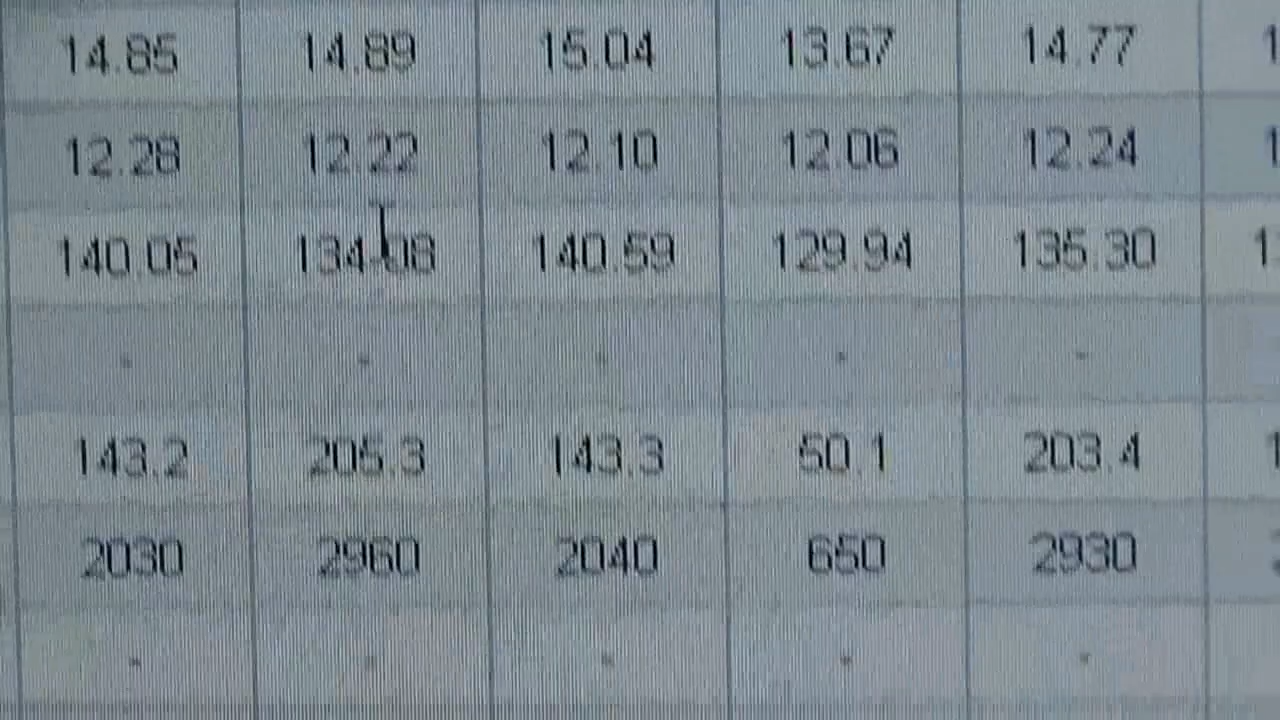 14.85 14.89 15.04 13.67 14.77
12.28 12.22 12.10 12.06 12.24
140.05 134.08 140.59 129.94 135.30
- - - - -
143.2 205.3 143.3 50.1 203.4
2030 2960 2040 650 2930
- - - - -